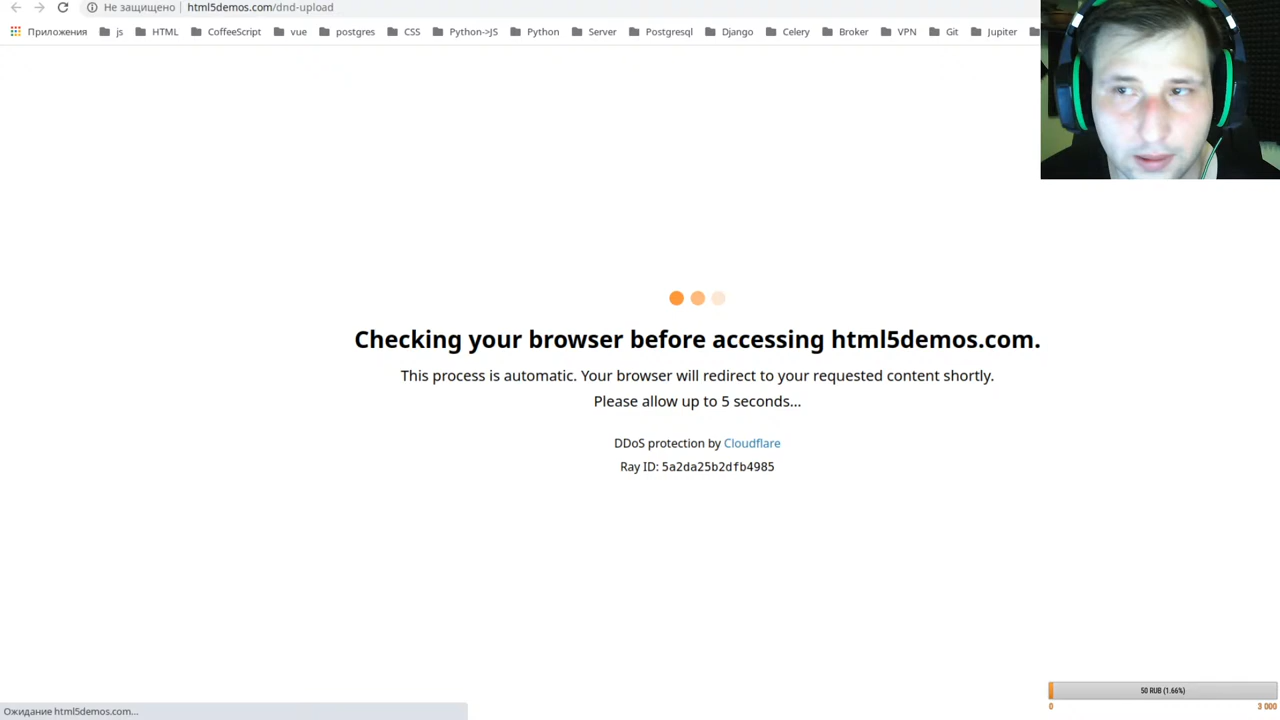 Не защищено | html5demos.com/dnd-upload
Приложения js HTML CoffeeScript vue postgres CSS Python->JS Python Server Postgresql Django Celery Broker VPN Git Jupiter
Checking your browser before accessing html5demos.com.
This process is automatic. Your browser will redirect to your requested content shortly.
Please allow up to 5 seconds...
DDoS protection by Cloudflare
Ray ID: 5a2da25b2dfb4985
50 RUB (1.66%)
0 3 000
Ожидание html5demos.com...